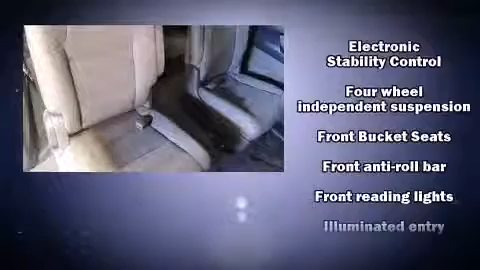 Electronic
Stability Control
Four wheel
independent suspension
Front Bucket Seats
Front anti-roll bar
Front reading lights
Illuminated entry